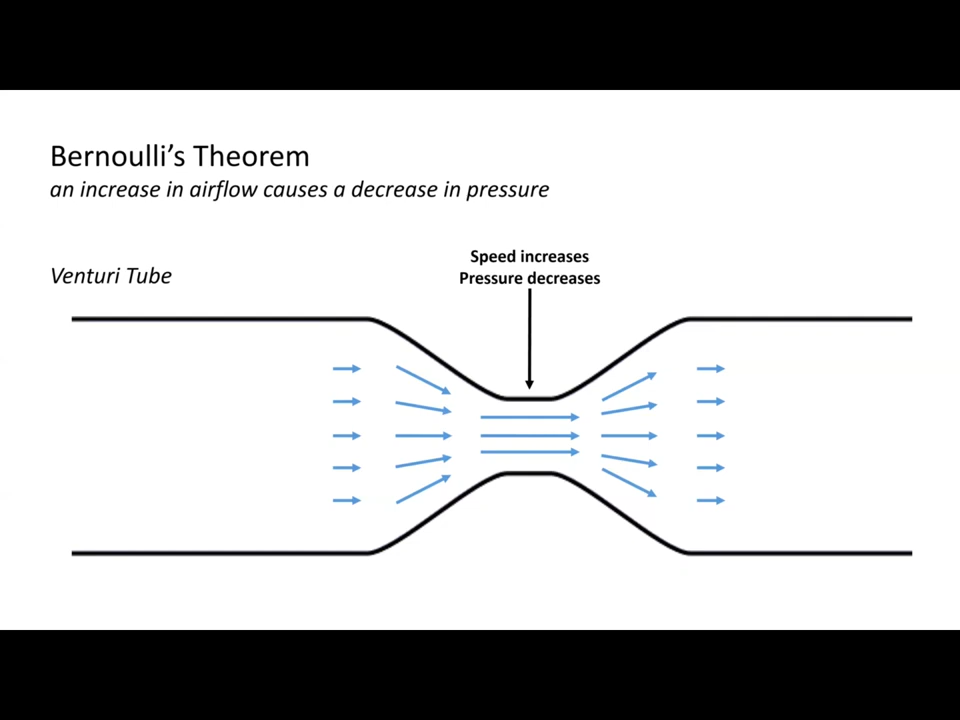 Bernoulli’s Theorem
an increase in airflow causes a decrease in pressure
Speed increases
Pressure decreases
Venturi Tube